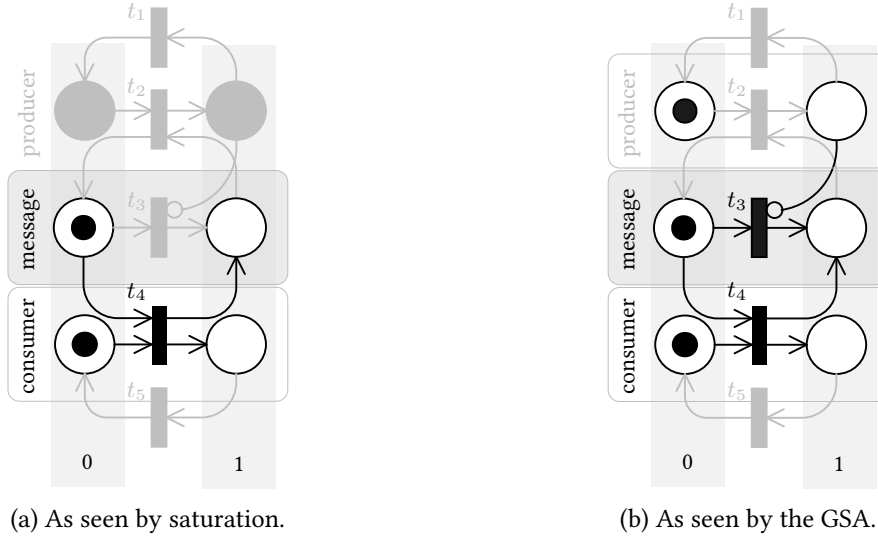 t1
t1
producer
t2
producer
t2
message
t3
message
t3
t4
t4
consumer
consumer
t5
t5
0
1
0
1
(a) As seen by saturation.
(b) As seen by the GSA.